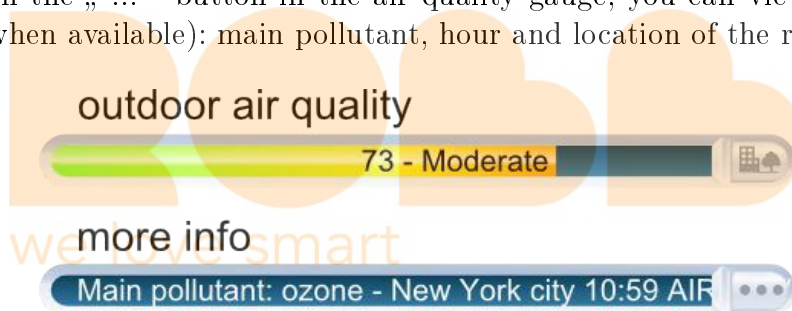 the „ ... " button in the air quality gauge, you can
when available): main pollutant, hour and location of the
outdoor air quality
73 - Moderate
we love smart
more info
Main pollutant: ozone - New York city 10:59 AIR